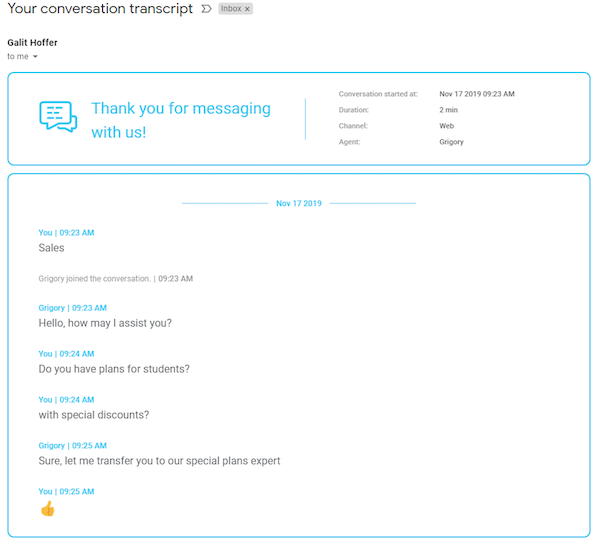 Your conversation transcript Inbox x
Galit Hoffer
to me
Thank you for messaging
with us!
Conversation started at: Nov 17 2019 09:23 AM
Duration: 2 min
Channel: Web
Agent: Grigory
Nov 17 2019
You | 09:23 AM
Sales
Grigory joined the conversation. | 09:23 AM
Grigory | 09:23 AM
Hello, how may I assist you?
You | 09:24 AM
Do you have plans for students?
You | 09:24 AM
with special discounts?
Grigory | 09:25 AM
Sure, let me transfer you to our special plans expert
You | 09:25 AM
👍